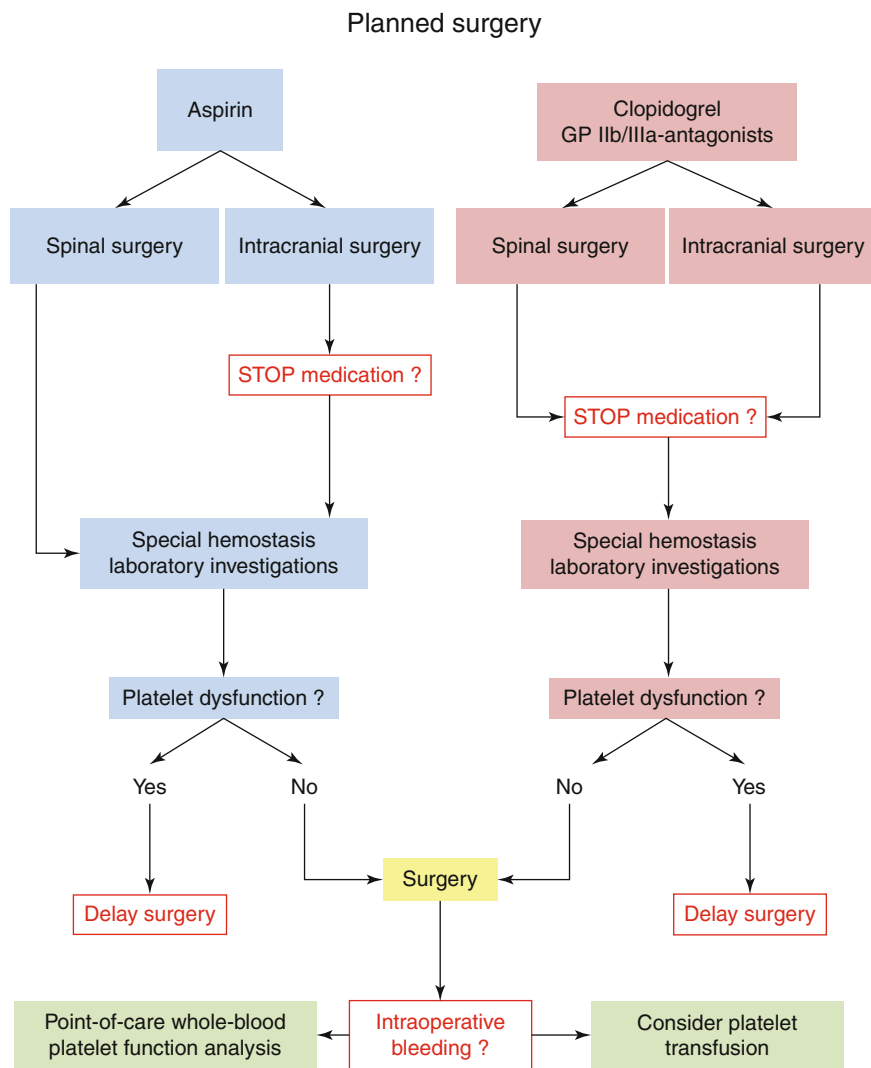 Planned surgery
Aspirin
Clopidogrel
GP IIb/IIIa-antagonists
Spinal surgery
Intracranial surgery
Spinal surgery
Intracranial surgery
STOP medication ?
STOP medication ?
Special hemostasis
laboratory investigations
Special hemostasis
laboratory investigations
Platelet dysfunction ?
Platelet dysfunction ?
Yes
No
No
Yes
Surgery
Delay surgery
Delay surgery
Point-of-care whole-blood
platelet function analysis
Intraoperative
bleeding ?
Consider platelet
transfusion